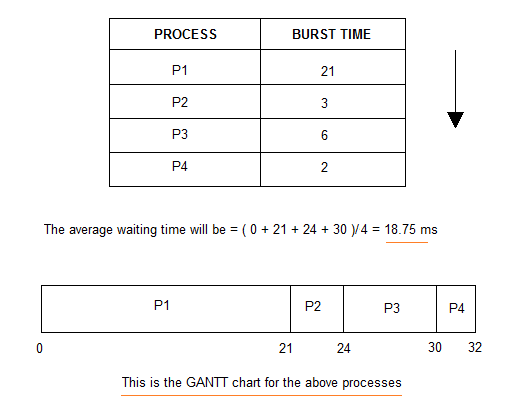 PROCESS BURST TIME
P1 21
P2 3
P3 6
P4 2
The average waiting time will be = ( 0 + 21 + 24 + 30 )/4 = 18.75 ms
P1 P2 P3 P4
0 21 24 30 32
This is the GANTT chart for the above processes